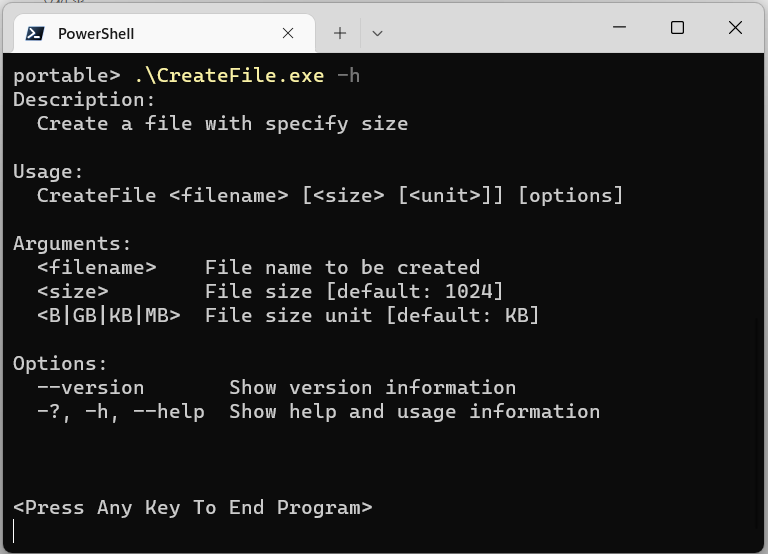 PowerShell
portable> .\CreateFile.exe -h
Description:
  Create a file with specify size

Usage:
  CreateFile <filename> [<size> [<unit>]] [options]

Arguments:
  <filename>    File name to be created
  <size>        File size [default: 1024]
  <B|GB|KB|MB>  File size unit [default: KB]

Options:
  --version       Show version information
  -?, -h, --help  Show help and usage information

<Press Any Key To End Program>